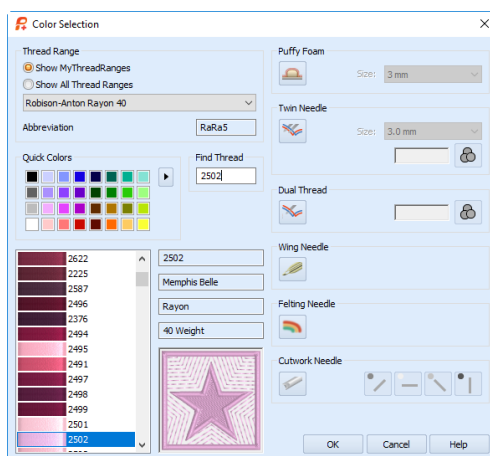 Color Selection
Thread Range
Show MyThreadRanges
Show All Thread Ranges
Robison-Anton Rayon 40
Abbreviation
RaRa5
Quick Colors
Find Thread
2502
2622
2225
2587
2496
2376
2494
2495
2491
2497
2498
2499
2501
2502
2502
Memphis Belle
Rayon
40 Weight
Puffy Foam
Size: 3 mm
Twin Needle
Size: 3.0 mm
Dual Thread
Wing Needle
Felting Needle
Cutwork Needle
OK
Cancel
Help